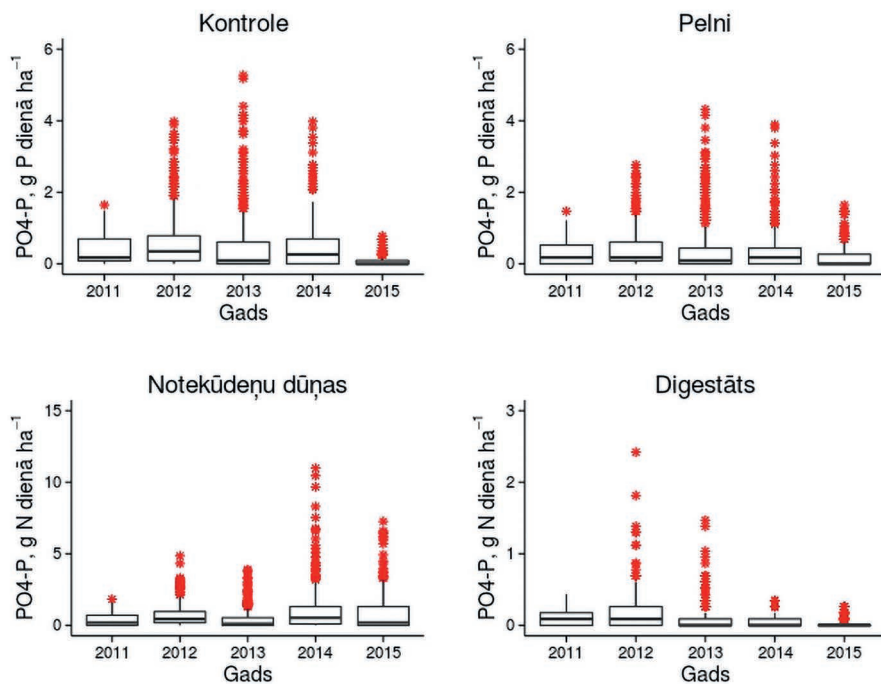 Kontrole
PO4-P, g P dienā ha⁻¹
6
4
2
0
2011 2012 2013 2014 2015
Gads
Pelni
PO4-P, g P dienā ha⁻¹
6
4
2
0
2011 2012 2013 2014 2015
Gads
Notekūdeņu dūņas
PO4-P, g N dienā ha⁻¹
15
10
5
0
2011 2012 2013 2014 2015
Gads
Digestāts
PO4-P, g N dienā ha⁻¹
3
2
1
0
2011 2012 2013 2014 2015
Gads